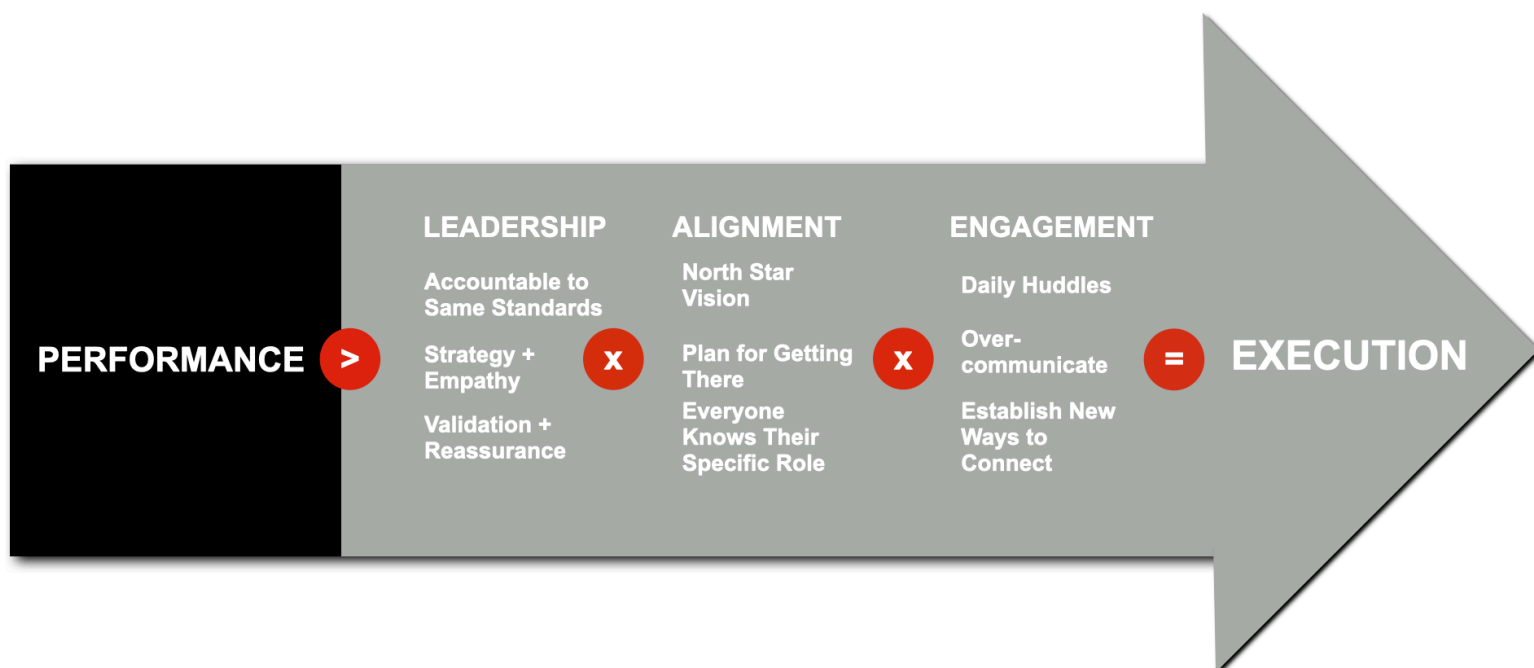 PERFORMANCE
>
LEADERSHIP
Accountable to
Same Standards
Strategy +
Empathy
Validation +
Reassurance
x
ALIGNMENT
North Star
Vision
Plan for Getting
There
Everyone
Knows Their
Specific Role
x
ENGAGEMENT
Daily Huddles
Over-
communicate
Establish New
Ways to
Connect
=
EXECUTION